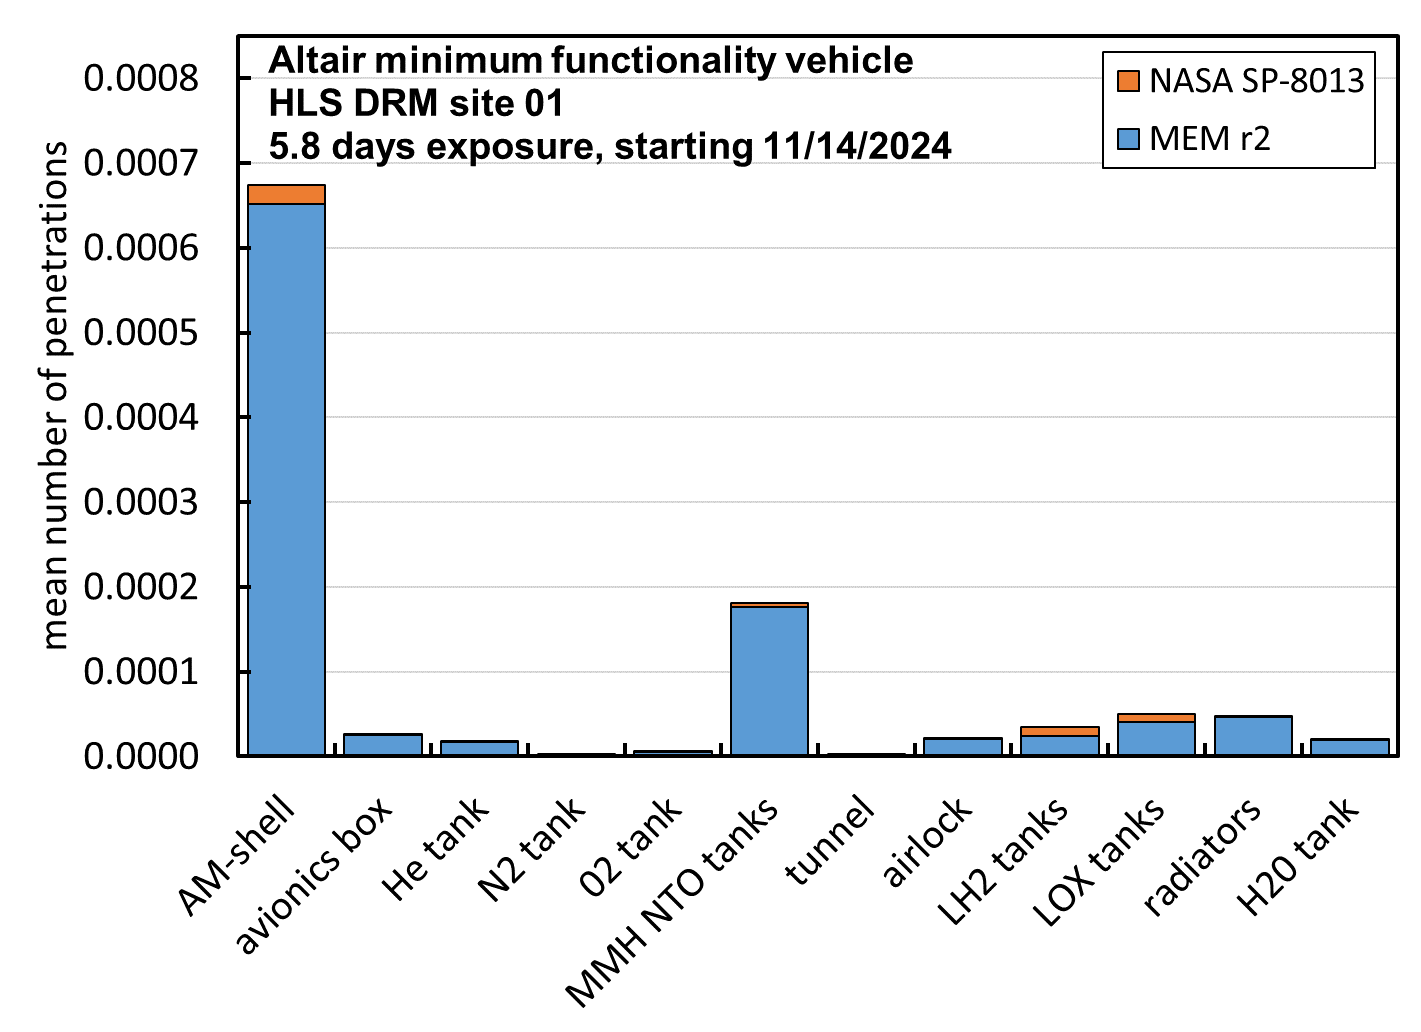 Altair minimum functionality vehicle
HLS DRM site 01
5.8 days exposure, starting 11/14/2024
NASA SP-8013
MEM r2
mean number of penetrations
0.0008
0.0007
0.0006
0.0005
0.0004
0.0003
0.0002
0.0001
0.0000
AM-shell
avionics box
He tank
N2 tank
02 tank
MMH NTO tanks
tunnel
airlock
LH2 tanks
LOX tanks
radiators
H20 tank